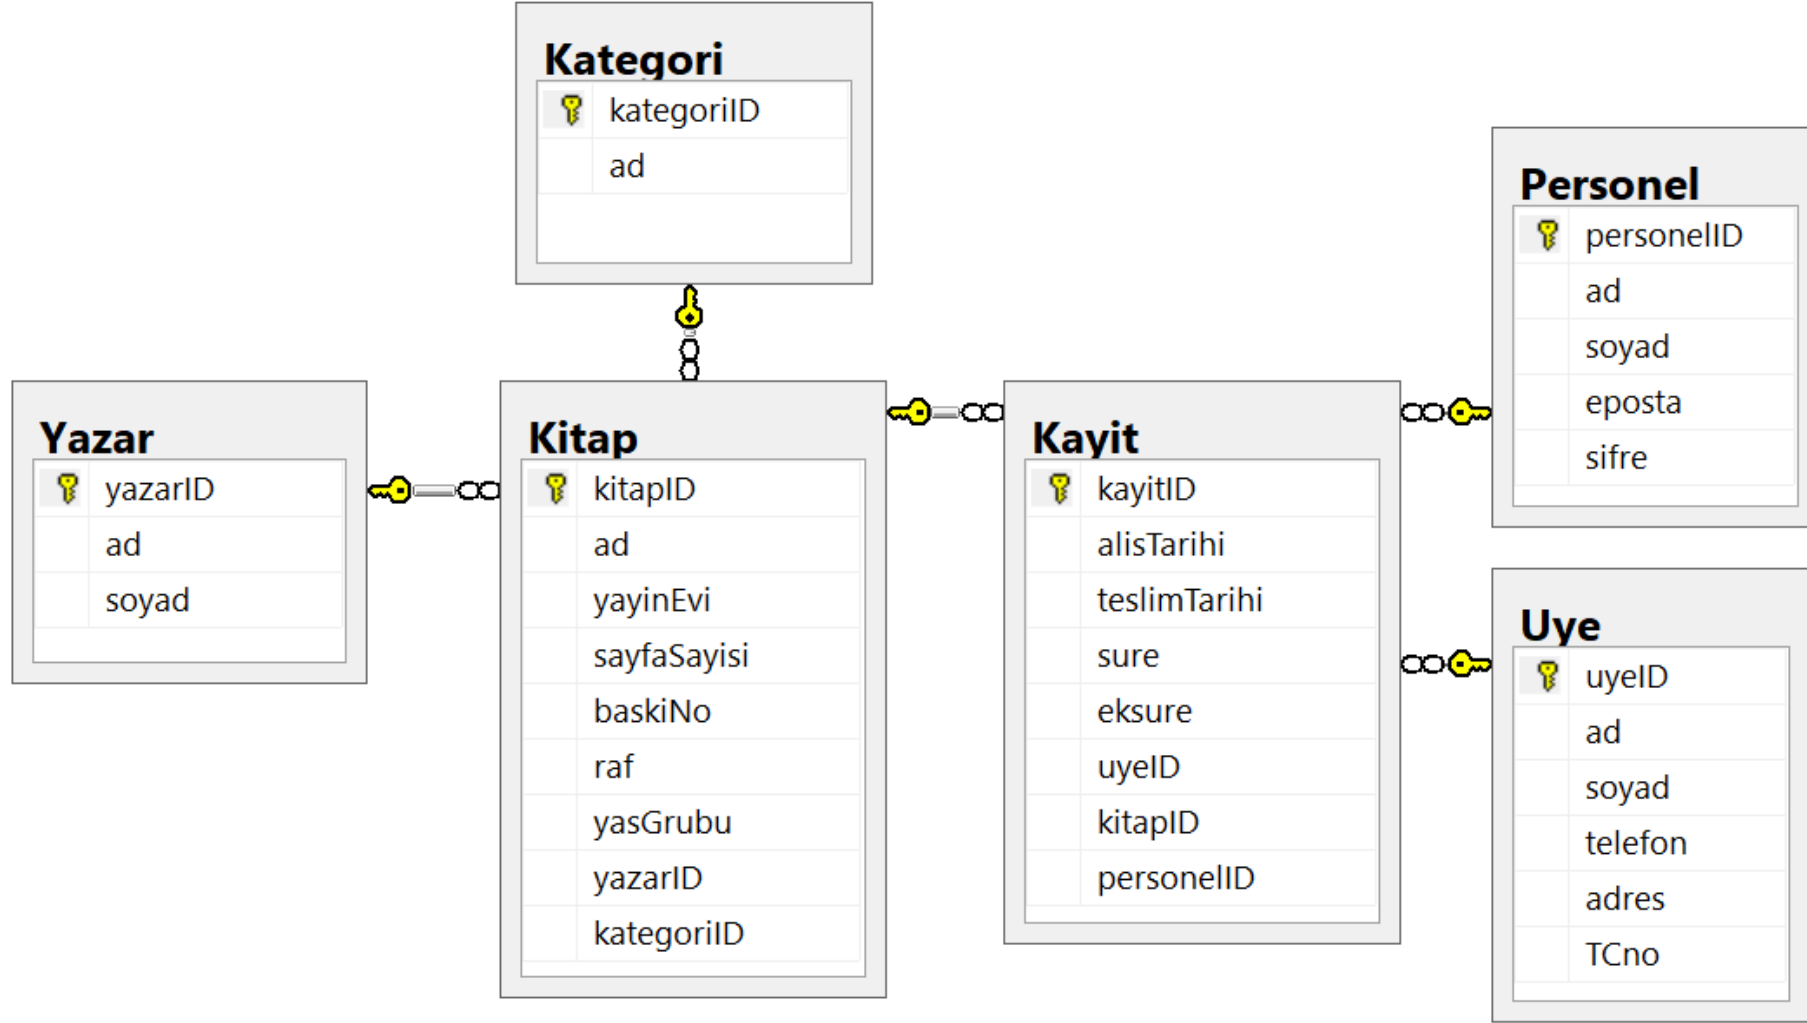 Kategori
kategoriID
ad
Personel
personelID
ad
soyad
eposta
sifre
Yazar
yazarID
ad
soyad
Kitap
kitapID
ad
yayinEvi
sayfaSayisi
baskiNo
raf
yasGrubu
yazarID
kategoriID
Kayit
kayitID
alisTarihi
teslimTarihi
sure
eksure
uyeID
kitapID
personelID
Uye
uyeID
ad
soyad
telefon
adres
TCno